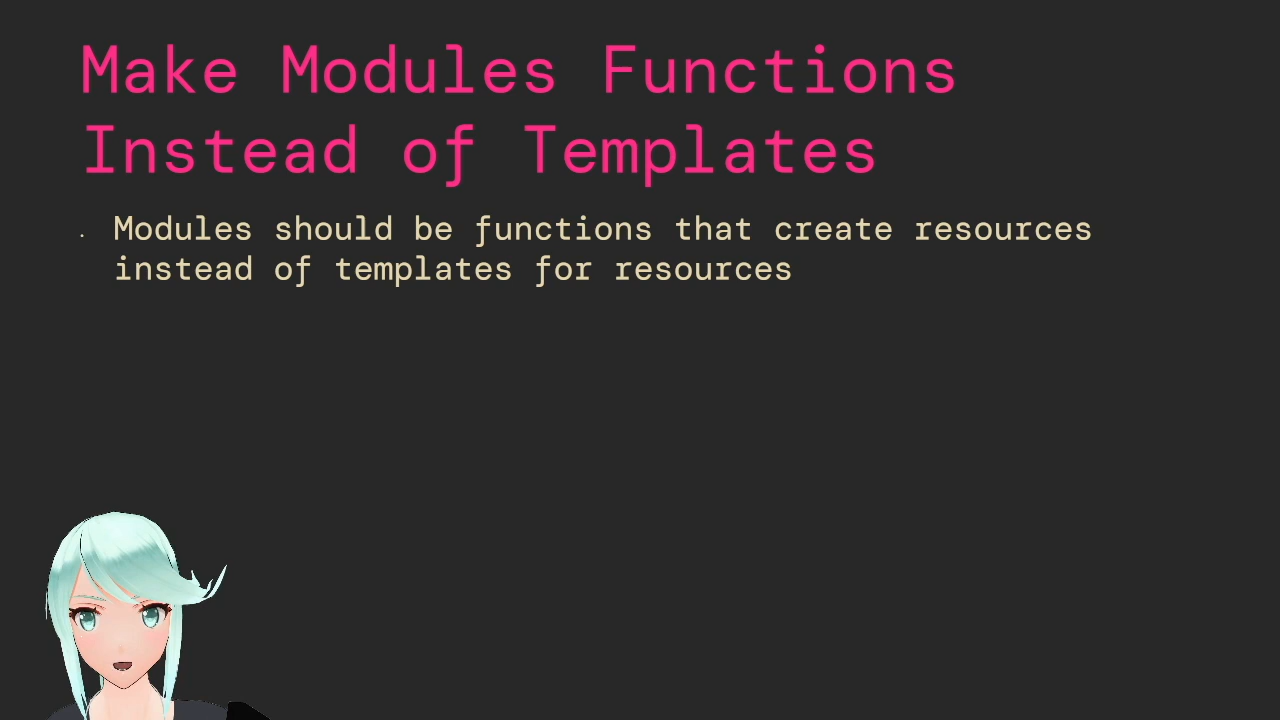 Make Modules Functions
Instead of Templates
· Modules should be functions that create resources
instead of templates for resources